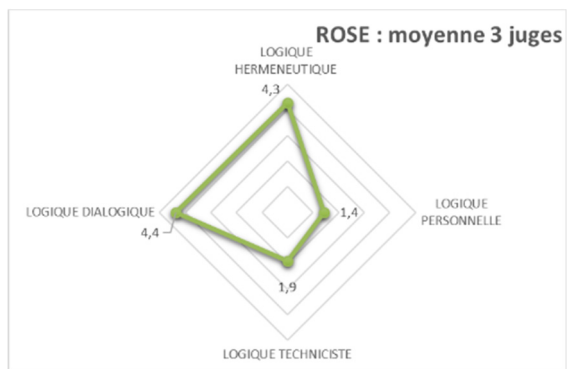 ROSE : moyenne 3 juges
LOGIQUE
HERMENEUTIQUE
4,3
LOGIQUE DIALOGIQUE
1,4
LOGIQUE
PERSONNELLE
4,4
1,9
LOGIQUE TECHNICISTE